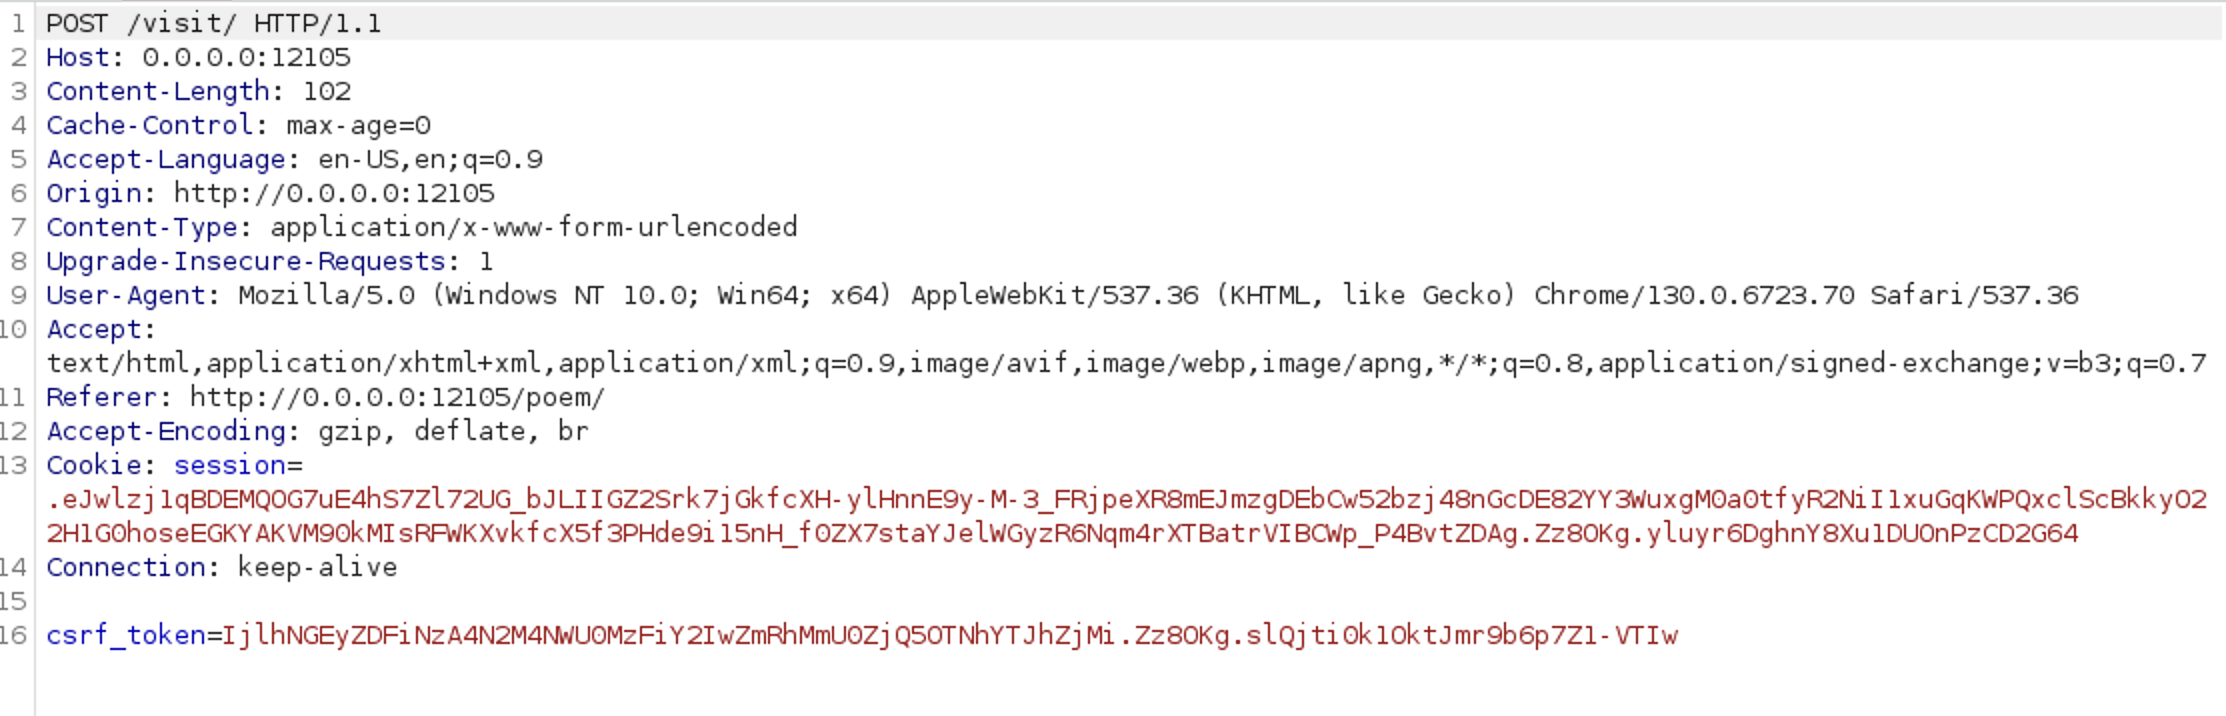 1 POST /visit/ HTTP/1.1
2 Host: 0.0.0.0:12105
3 Content-Length: 102
4 Cache-Control: max-age=0
5 Accept-Language: en-US,en;q=0.9
6 Origin: http://0.0.0.0:12105
7 Content-Type: application/x-www-form-urlencoded
8 Upgrade-Insecure-Requests: 1
9 User-Agent: Mozilla/5.0 (Windows NT 10.0; Win64; x64) AppleWebKit/537.36 (KHTML, like Gecko) Chrome/130.0.6723.70 Safari/537.36
10 Accept:
text/html,application/xhtml+xml,application/xml;q=0.9,image/avif,image/webp,image/apng,*/*;q=0.8,application/signed-exchange;v=b3;q=0.7
11 Referer: http://0.0.0.0:12105/poem/
12 Accept-Encoding: gzip, deflate, br
13 Cookie: session=
.eJwlzj1qBDEMQOG7uE4hS7Zl72UG_bJLIIGZ2Srk7jGkfcXH-ylHnnE9y-M-3_FRjpeXR8mEJmzgDEbCw52bzj48nGcDE82YY3WuxgM0a0tfyR2NiI1xuGqKWPQxclScBkkyO2
2H1G0hoseEGKYAKVM90kMIsRFWKXvkfcX5f3PHde9i15nH_f0ZX7staYJelWGyzR6Nqm4rXTBatrVIBCWp_P4BvtZDAg.Zz8OKg.yluyr6DghnY8Xu1DU0nPzCD2G64
14 Connection: keep-alive
15
16 csrf_token=IjlhNGEyZDFiNzA4N2M4NWU0MzFiY2IwZmRhMmU0ZjQ5OTNhYTJhZjMi.Zz8OKg.slQjti0k1OktJmr9b6p7Z1-VTIw